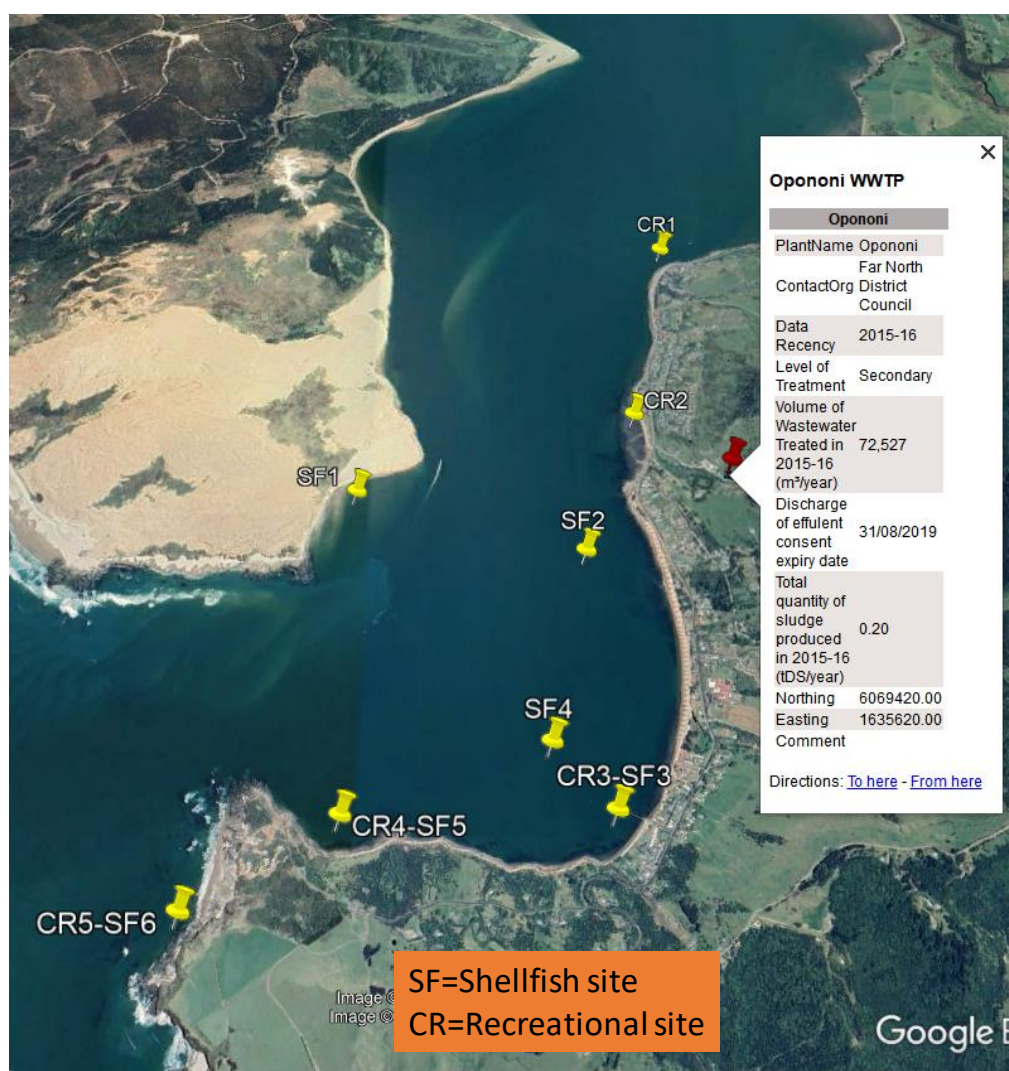 CR1
CR2
SF1
SF2
SF4
CR3-SF3
CR4-SF5
CR5-SF6
Opononi WWTP
Opononi
PlantName Opononi
ContactOrg Far North
District
Council
Data
Recency 2015-16
Level of
Treatment Secondary
Volume of
Wastewater
Treated in 72,527
2015-16
(m³/year)
Discharge
of effulent
consent 31/08/2019
expiry date
Total
quantity of
sludge 0.20
produced
in 2015-16
(tDS/year)
Northing 6069420.00
Easting 1635620.00
Comment
Directions: To here - From here
SF=Shellfish site
CR=Recreational site
Image ©
Image ©
Google